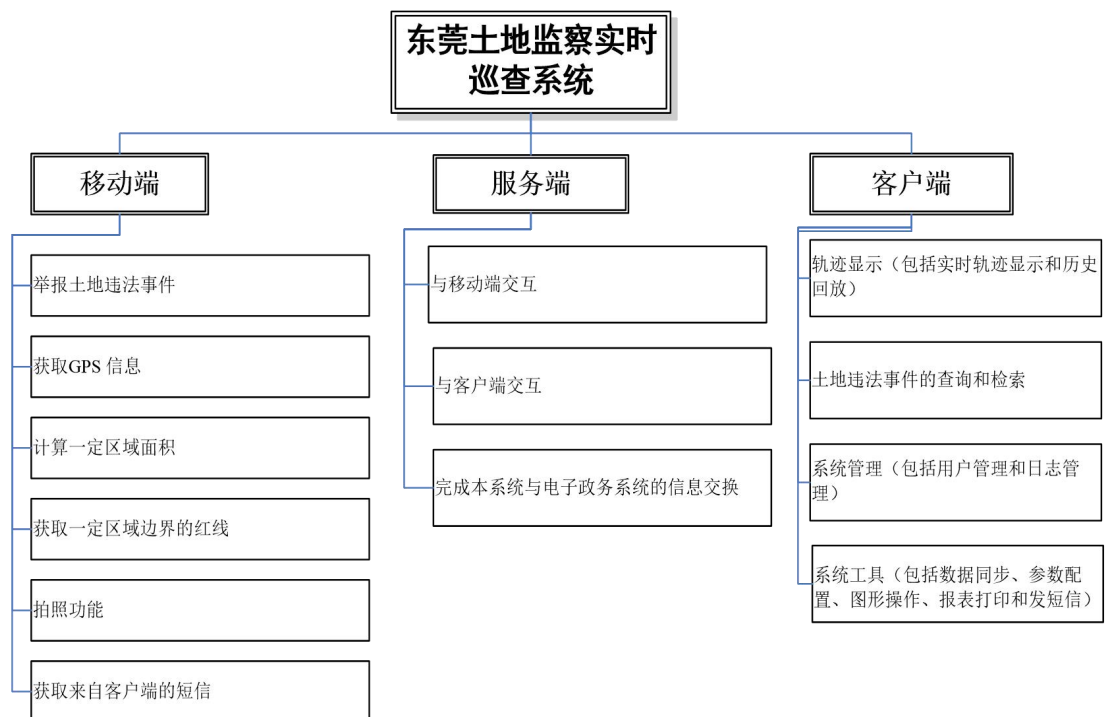 东莞土地监察实时
巡查系统
移动端
服务端
客户端
举报土地违法事件
获取GPS 信息
计算一定区域面积
获取一定区域边界的红线
拍照功能
获取来自客户端的短信
与移动端交互
与客户端交互
完成本系统与电子政务系统的信息交换
轨迹显示（包括实时轨迹显示和历史
回放）
土地违法事件的查询和检索
系统管理（包括用户管理和日志管
理）
系统工具（包括数据同步、参数配
置、图形操作、报表打印和发短信）